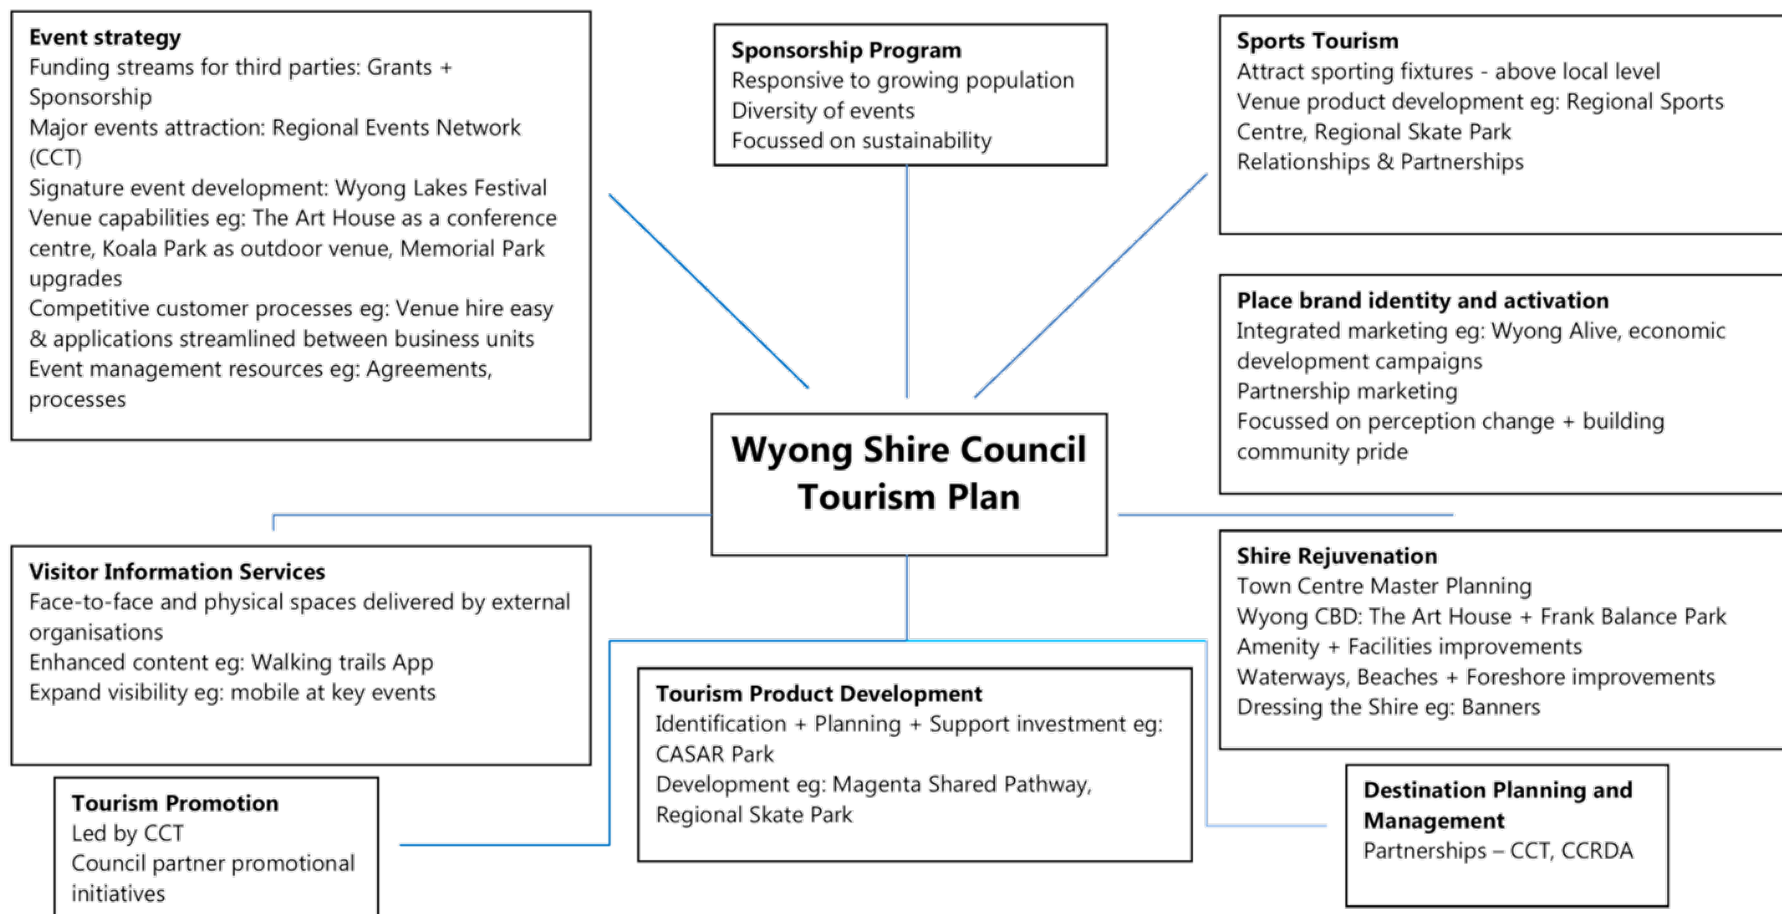 Event strategy
Funding streams for third parties: Grants +
Sponsorship
Major events attraction: Regional Events Network
(CCT)
Signature event development: Wyong Lakes Festival
Venue capabilities eg: The Art House as a conference
centre, Koala Park as outdoor venue, Memorial Park
upgrades
Competitive customer processes eg: Venue hire easy
& applications streamlined between business units
Event management resources eg: Agreements,
processes
Sponsorship Program
Responsive to growing population
Diversity of events
Focussed on sustainability
Sports Tourism
Attract sporting fixtures - above local level
Venue product development eg: Regional Sports
Centre, Regional Skate Park
Relationships & Partnerships
Place brand identity and activation
Integrated marketing eg: Wyong Alive, economic
development campaigns
Partnership marketing
Focussed on perception change + building
community pride
Wyong Shire Council
Tourism Plan
Visitor Information Services
Face-to-face and physical spaces delivered by external
organisations
Enhanced content eg: Walking trails App
Expand visibility eg: mobile at key events
Shire Rejuvenation
Town Centre Master Planning
Wyong CBD: The Art House + Frank Balance Park
Amenity + Facilities improvements
Waterways, Beaches + Foreshore improvements
Dressing the Shire eg: Banners
Tourism Product Development
Identification + Planning + Support investment eg:
CASAR Park
Development eg: Magenta Shared Pathway,
Regional Skate Park
Tourism Promotion
Led by CCT
Council partner promotional
initiatives
Destination Planning and
Management
Partnerships – CCT, CCRDA